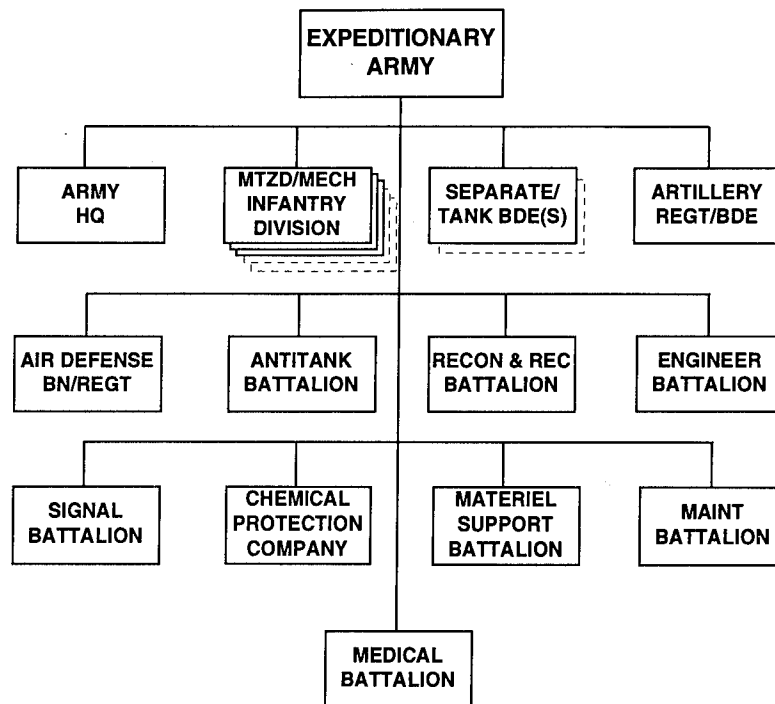 EXPEDITIONARY
ARMY
ARMY
HQ
MTZD/MECH
INFANTRY
DIVISION
SEPARATE/
TANK BDE(S)
ARTILLERY
REGT/BDE
AIR DEFENSE
BN/REGT
ANTITANK
BATTALION
RECON & REC
BATTALION
ENGINEER
BATTALION
SIGNAL
BATTALION
CHEMICAL
PROTECTION
COMPANY
MATERIEL
SUPPORT
BATTALION
MAINT
BATTALION
MEDICAL
BATTALION